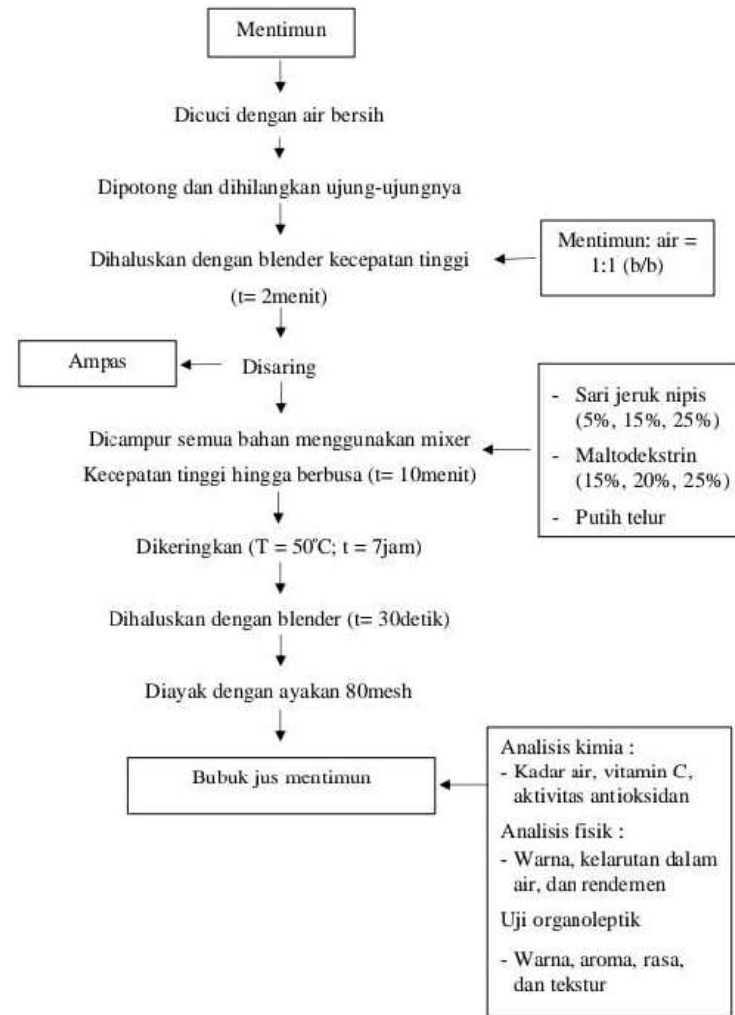 Mentimun
Dicuci dengan air bersih
Dipotong dan dihilangkan ujung-ujungnya
Dihaluskan dengan blender kecepatan tinggi
(t= 2menit)
Mentimun: air =
1:1 (b/b)
Ampas
Disaring
Dicampur semua bahan menggunakan mixer
Kecepatan tinggi hingga berbusa (t= 10menit)
- Sari jeruk nipis
(5%, 15%, 25%)
- Maltodekstrin
(15%, 20%, 25%)
- Putih telur
Dikeringkan (T = 50°C; t = 7jam)
Dihaluskan dengan blender (t= 30detik)
Diayak dengan ayakan 80mesh
Bubuk jus mentimun
Analisis kimia :
- Kadar air, vitamin C,
aktivitas antioksidan
Analisis fisik :
- Warna, kelarutan dalam
air, dan rendemen
Uji organoleptik
- Warna, aroma, rasa,
dan tekstur